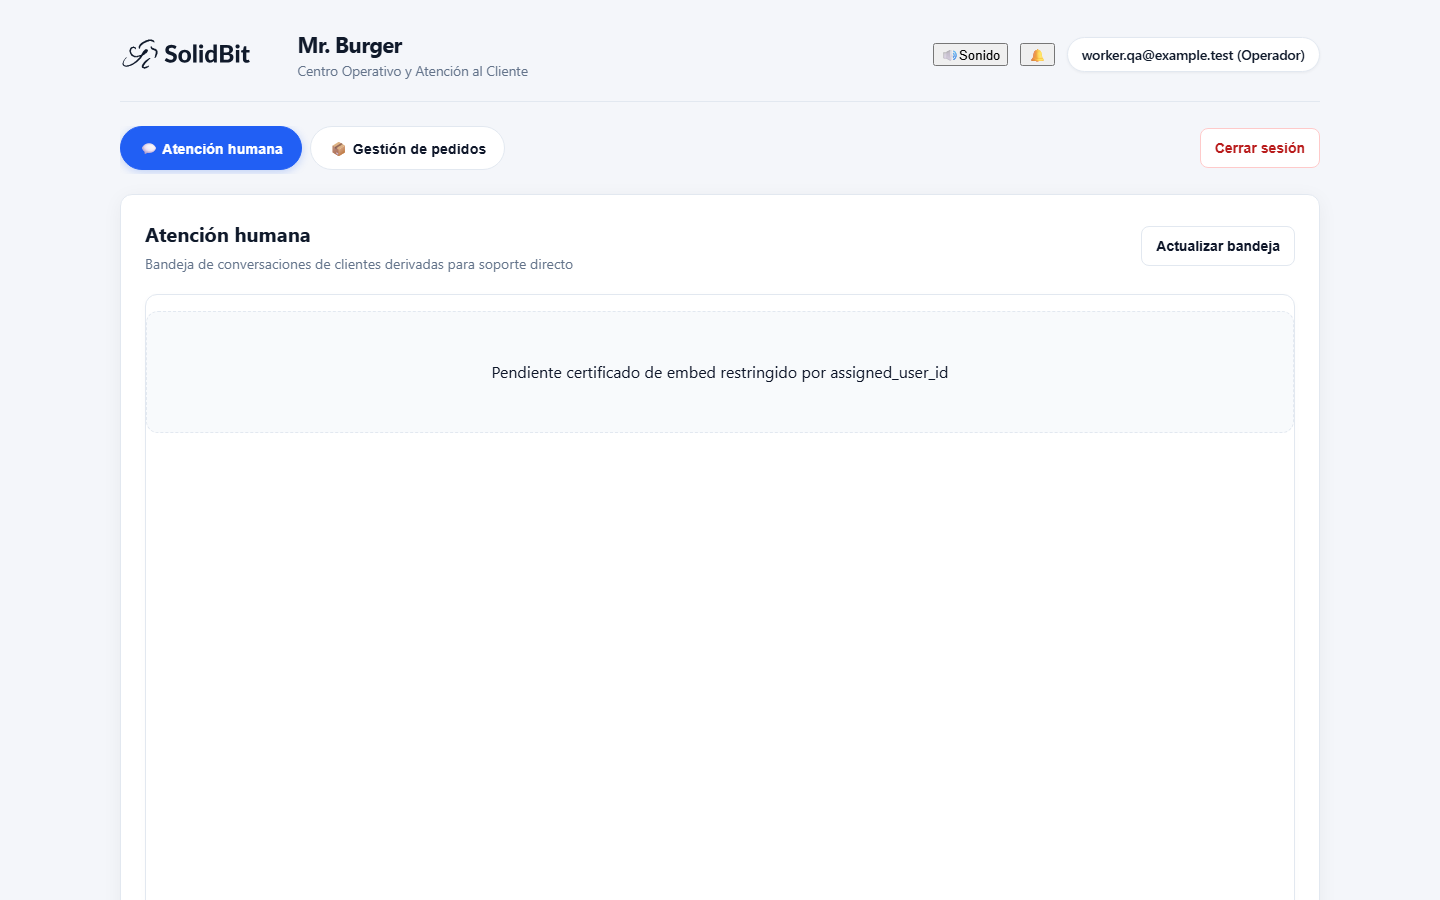 SolidBit
Mr. Burger
Centro Operativo y Atención al Cliente
Sonido
worker.qa@example.test (Operador)
Atención humana
Gestión de pedidos
Cerrar sesión
Atención humana
Bandeja de conversaciones de clientes derivadas para soporte directo
Actualizar bandeja
Pendiente certificado de embed restringido por assigned_user_id